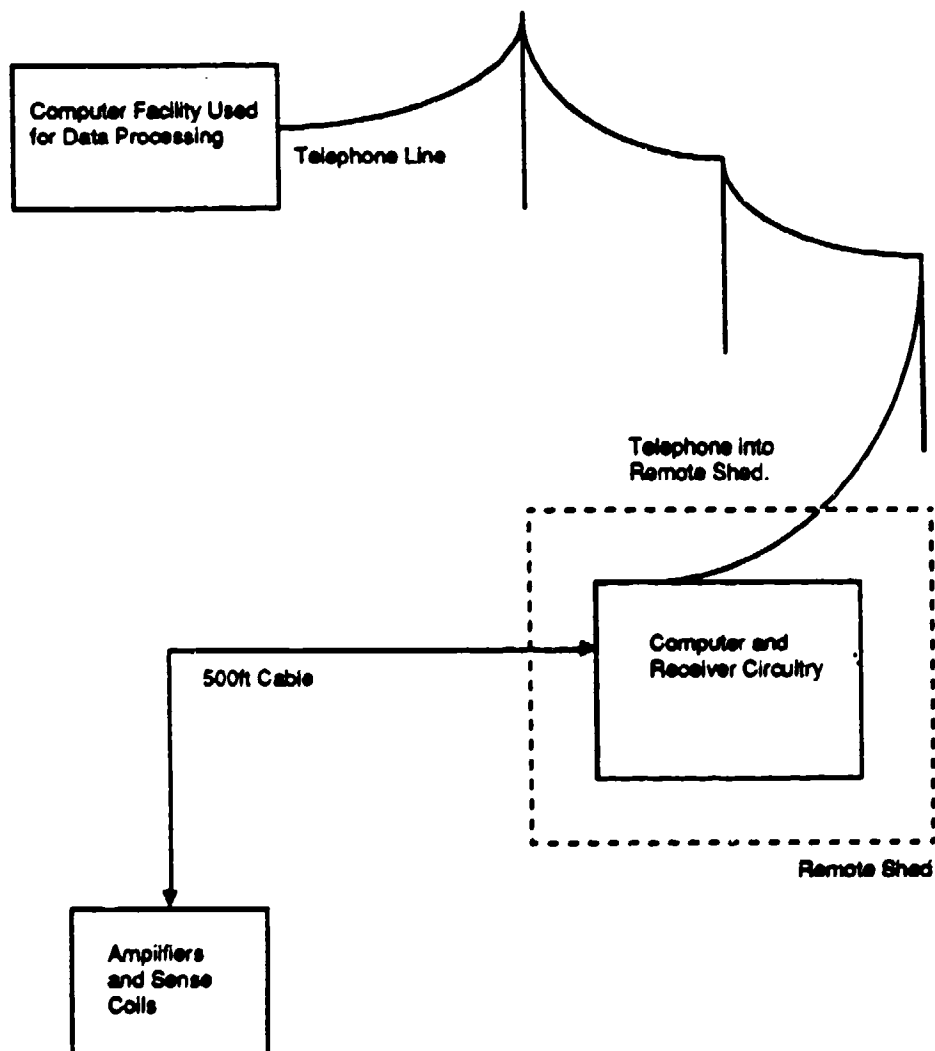 Computer Facility Used
for Data Processing
Telephone Line
Telephone into
Remote Shed.
Computer and
Receiver Circuitry
500ft Cable
Remote Shed
Amplifiers
and Sense
Coils